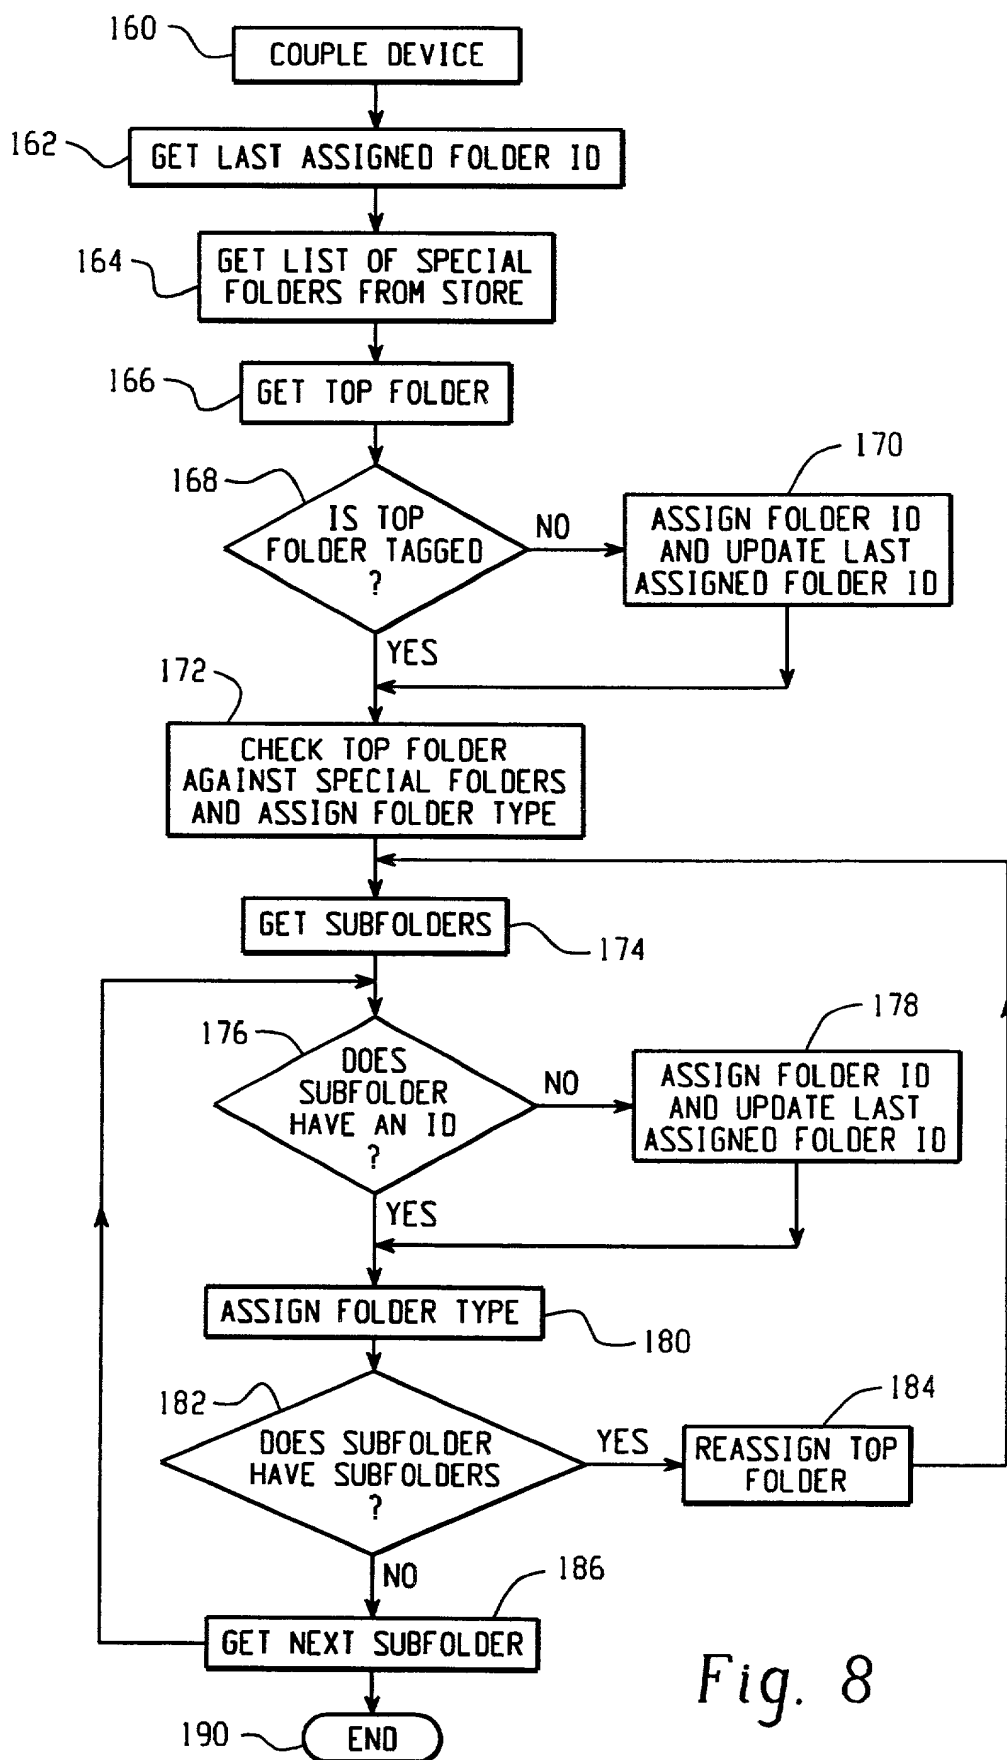 160
COUPLE DEVICE
162
GET LAST ASSIGNED FOLDER ID
164
GET LIST OF SPECIAL
FOLDERS FROM STORE
166
GET TOP FOLDER
168
IS TOP
FOLDER TAGGED
?
NO
170
ASSIGN FOLDER ID
AND UPDATE LAST
ASSIGNED FOLDER ID
YES
172
CHECK TOP FOLDER
AGAINST SPECIAL FOLDERS
AND ASSIGN FOLDER TYPE
GET SUBFOLDERS
174
176
DOES
SUBFOLDER
HAVE AN ID
?
NO
178
ASSIGN FOLDER ID
AND UPDATE LAST
ASSIGNED FOLDER ID
YES
ASSIGN FOLDER TYPE
180
182
DOES SUBFOLDER
HAVE SUBFOLDERS
?
YES
184
REASSIGN TOP
FOLDER
NO
186
GET NEXT SUBFOLDER
190
END
Fig. 8